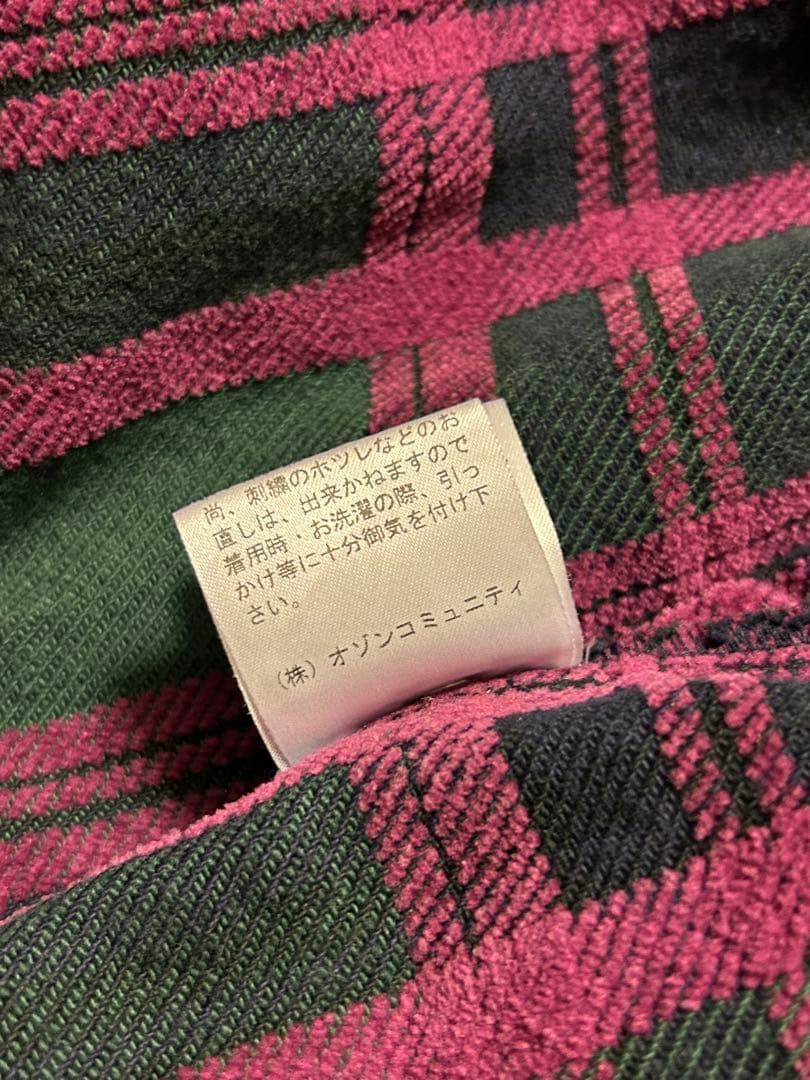 尚、刺繍のホツレなどのお
直しは、出来かねますので
着用時・お洗濯の際、引っ
かけ等に十分御気を付け下
さい。
（株）オゾンコミュニティ